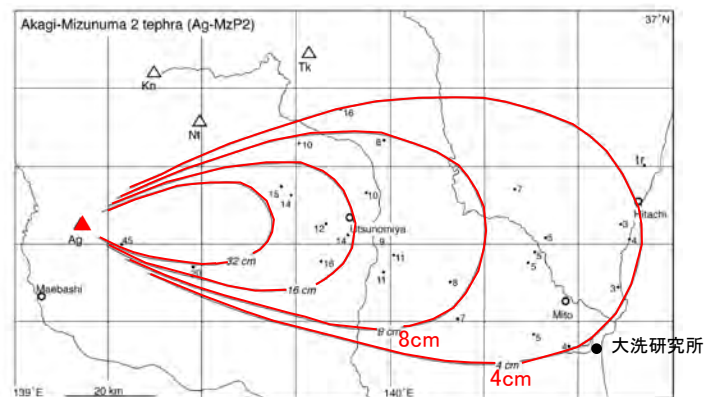 Akagi-Mizunuma 2 tephra (Ag-MzP2)
37˚N
Tk
Kn
Nt
16
10
8
tr
15
14
10
7
Hitachi
Ag
45
12
Utsunomiya
14
9
3
4
5
5
5
30
32 cm
16
11
11
8
3
Maebashi
16 cm
Mito
7
8 cm
8cm
5
4
大洗研究所
4 cm
4cm
139˚E
20 km
140˚E